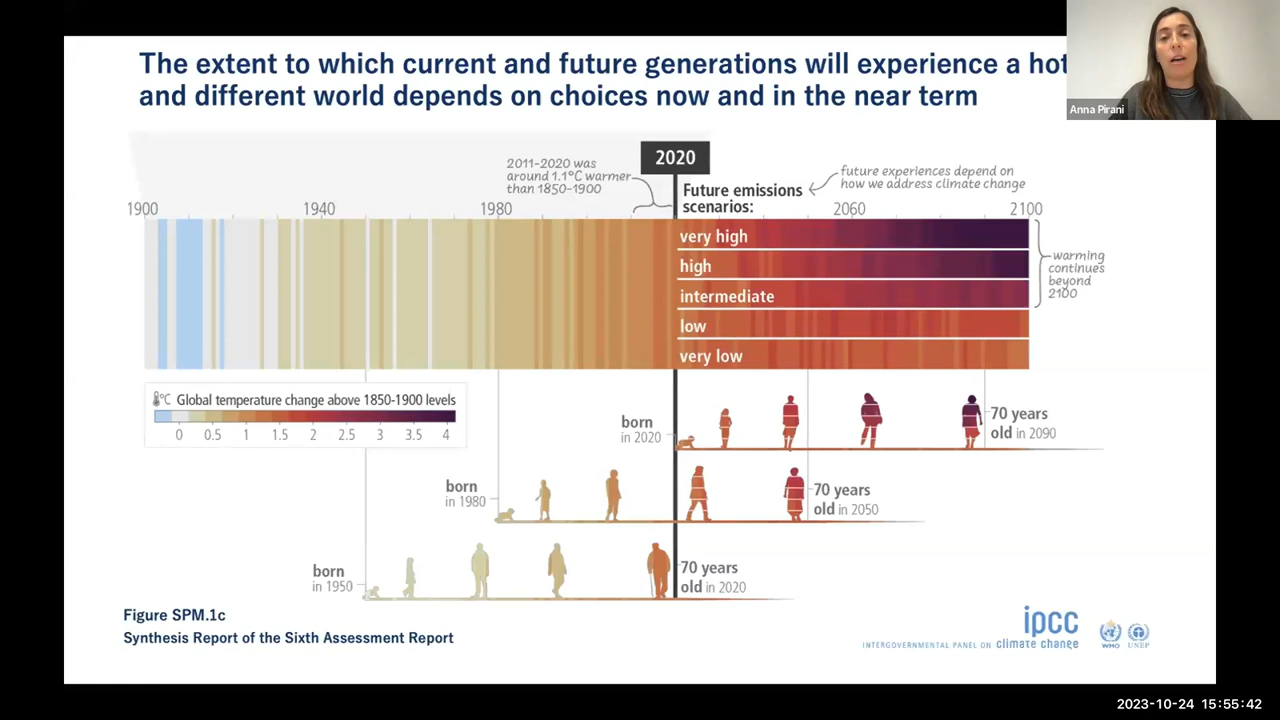 The extent to which current and future generations will experience a hot
and different world depends on choices now and in the near term
Anna Pirani
2011-2020 was
around 1.1°C warmer
than 1850-1900
2020
future experiences depend on
how we address climate change
Future emissions
scenarios:
1900
1940
1980
2060
2100
very high
high
intermediate
low
very low
warming
continues
beyond
2100
°C Global temperature change above 1850-1900 levels
0 0.5 1 1.5 2 2.5 3 3.5 4
born
in 2020
70 years
old in 2090
born
in 1980
70 years
old in 2050
born
in 1950
70 years
old in 2020
Figure SPM.1c
Synthesis Report of the Sixth Assessment Report
ipcc
INTERGOVERNMENTAL PANEL ON climate change
WMO
UNEP
2023-10-24 15:55:42